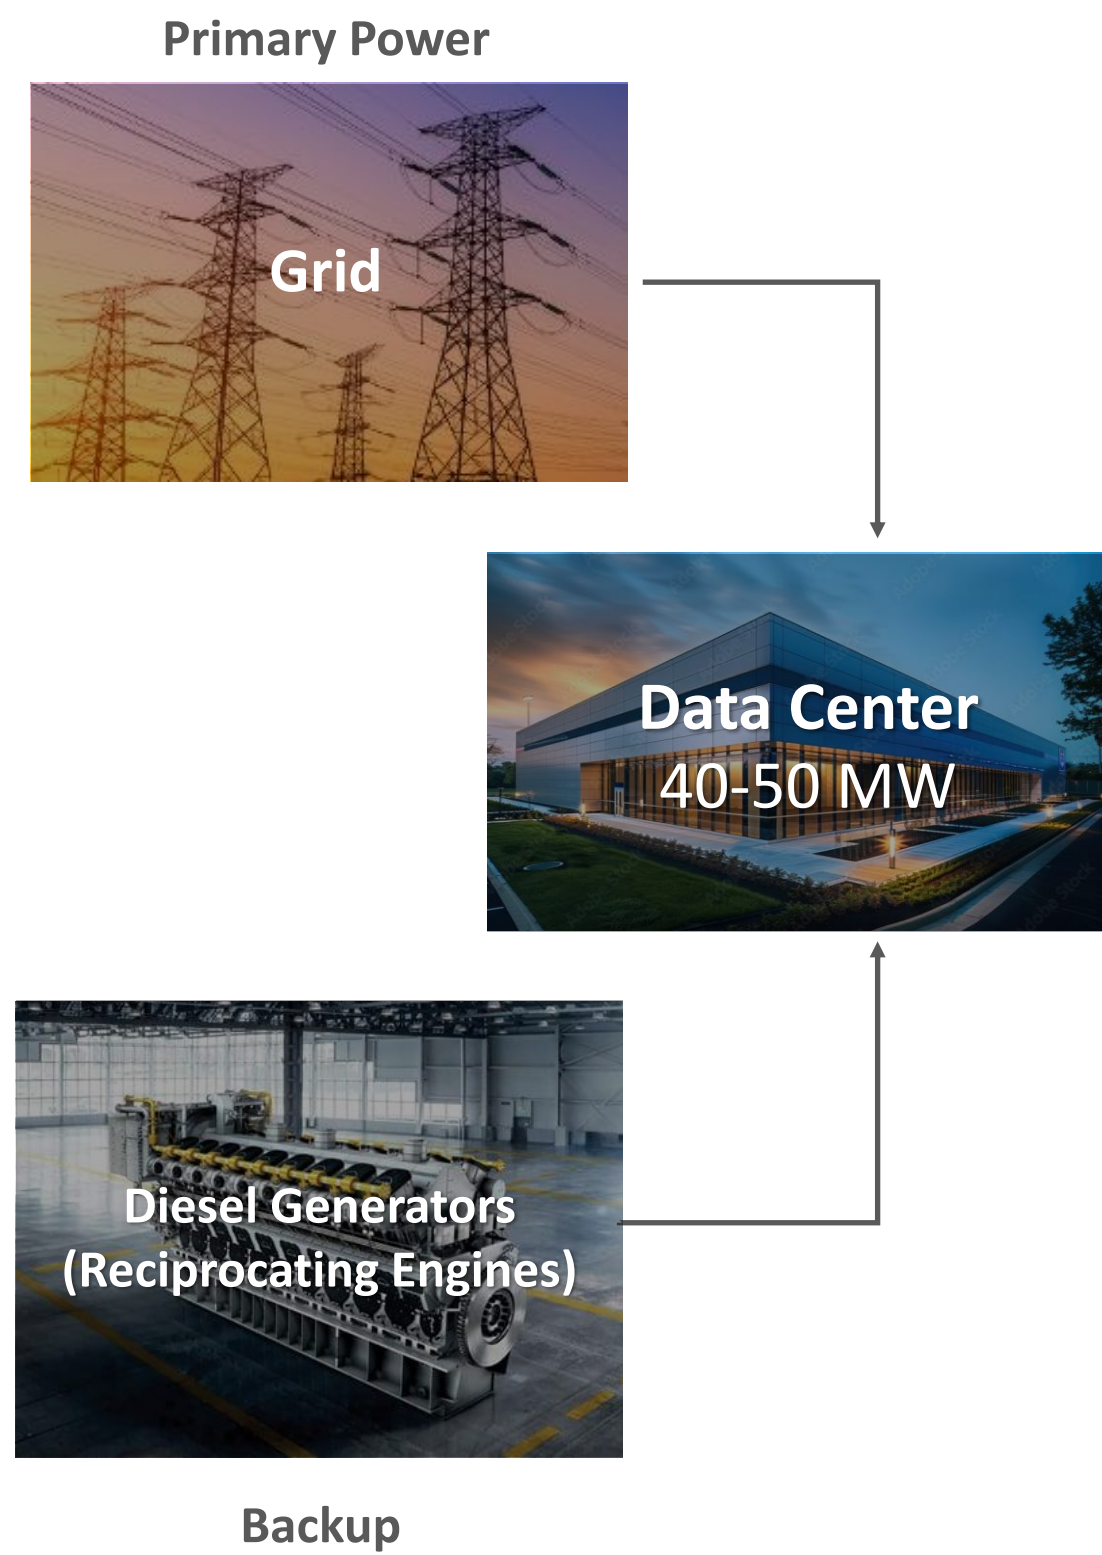 Primary Power
Grid
Data Center
40-50 MW
Diesel Generators
(Reciprocating Engines)
Backup